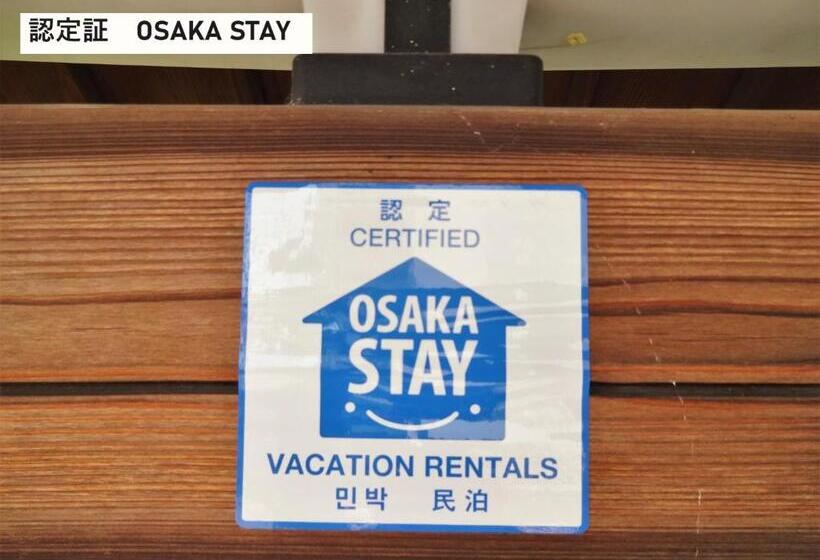 認定証 OSAKA STAY
認定
CERTIFIED
OSAKA
STAY
VACATION RENTALS
민박 民泊